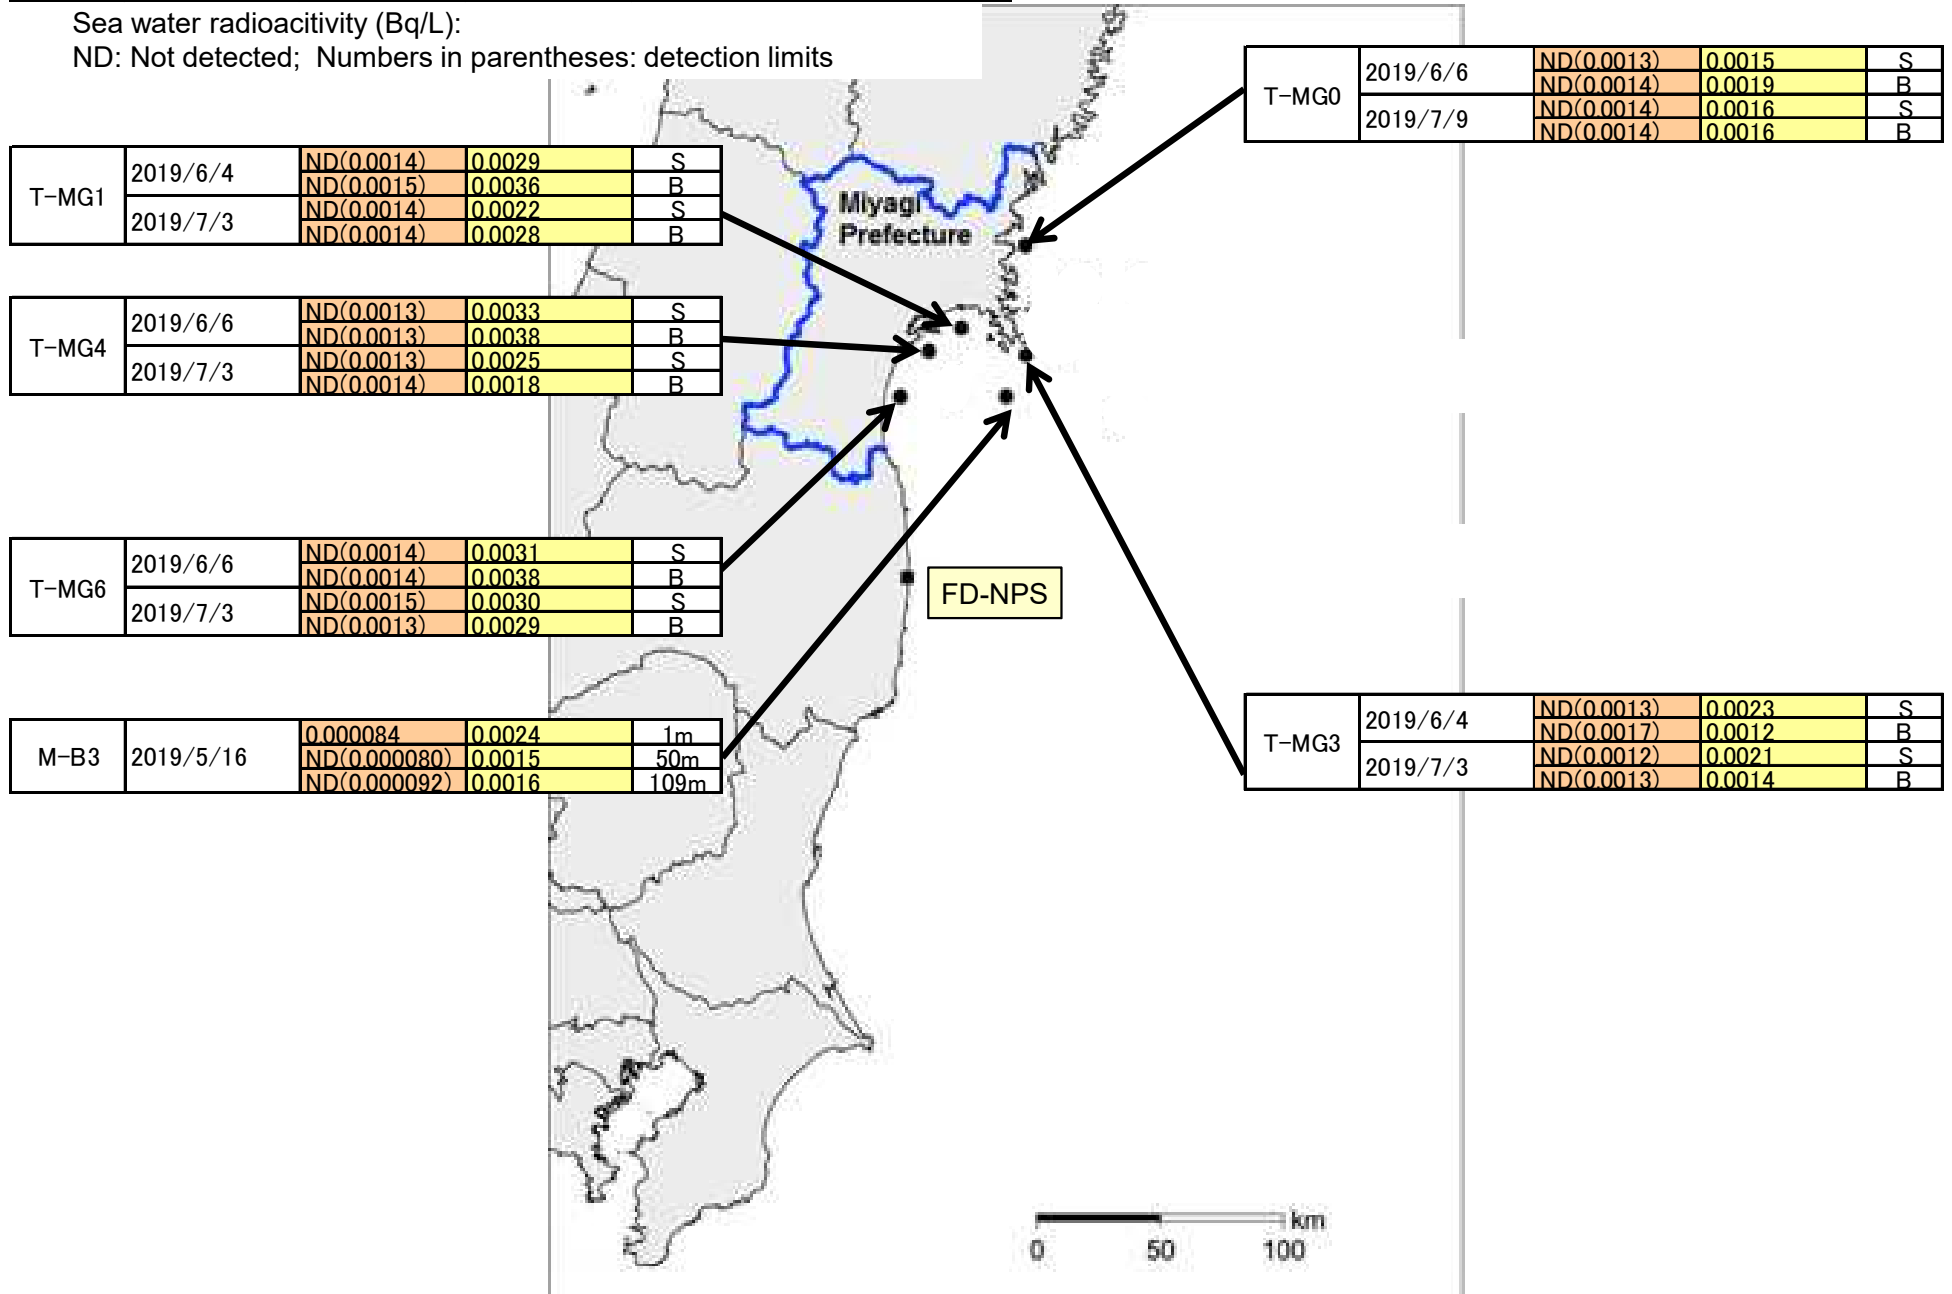 Sea water radioacitivity (Bq/L):
ND: Not detected; Numbers in parentheses: detection limits
T-MG0
2019/6/6 ND(0.0013) 0.0015 S
ND(0.0014) 0.0019 B
2019/7/9 ND(0.0014) 0.0016 S
ND(0.0014) 0.0016 B
T-MG1
2019/6/4 ND(0.0014) 0.0029 S
ND(0.0015) 0.0036 B
2019/7/3 ND(0.0014) 0.0022 S
ND(0.0014) 0.0028 B
Miyagi
Prefecture
T-MG4
2019/6/6 ND(0.0013) 0.0033 S
ND(0.0013) 0.0038 B
2019/7/3 ND(0.0013) 0.0025 S
ND(0.0014) 0.0018 B
T-MG6
2019/6/6 ND(0.0014) 0.0031 S
ND(0.0014) 0.0038 B
2019/7/3 ND(0.0015) 0.0030 S
ND(0.0013) 0.0029 B
FD-NPS
M-B3 2019/5/16 0.000084 0.0024 1m
ND(0.000080) 0.0015 50m
ND(0.000092) 0.0016 109m
T-MG3
2019/6/4 ND(0.0013) 0.0023 S
ND(0.0017) 0.0012 B
2019/7/3 ND(0.0012) 0.0021 S
ND(0.0013) 0.0014 B
km
0 50 100